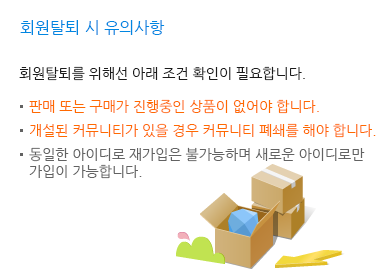 회원탈퇴 시 유의사항
회원탈퇴를 위해선 아래 조건 확인이 필요합니다.
▪ 판매 또는 구매가 진행중인 상품이 없어야 합니다.
▪ 개설된 커뮤니티가 있을 경우 커뮤니티 폐쇄를 해야 합니다.
▪ 동일한 아이디로 재가입은 불가능하며 새로운 아이디로만
가입이 가능합니다.